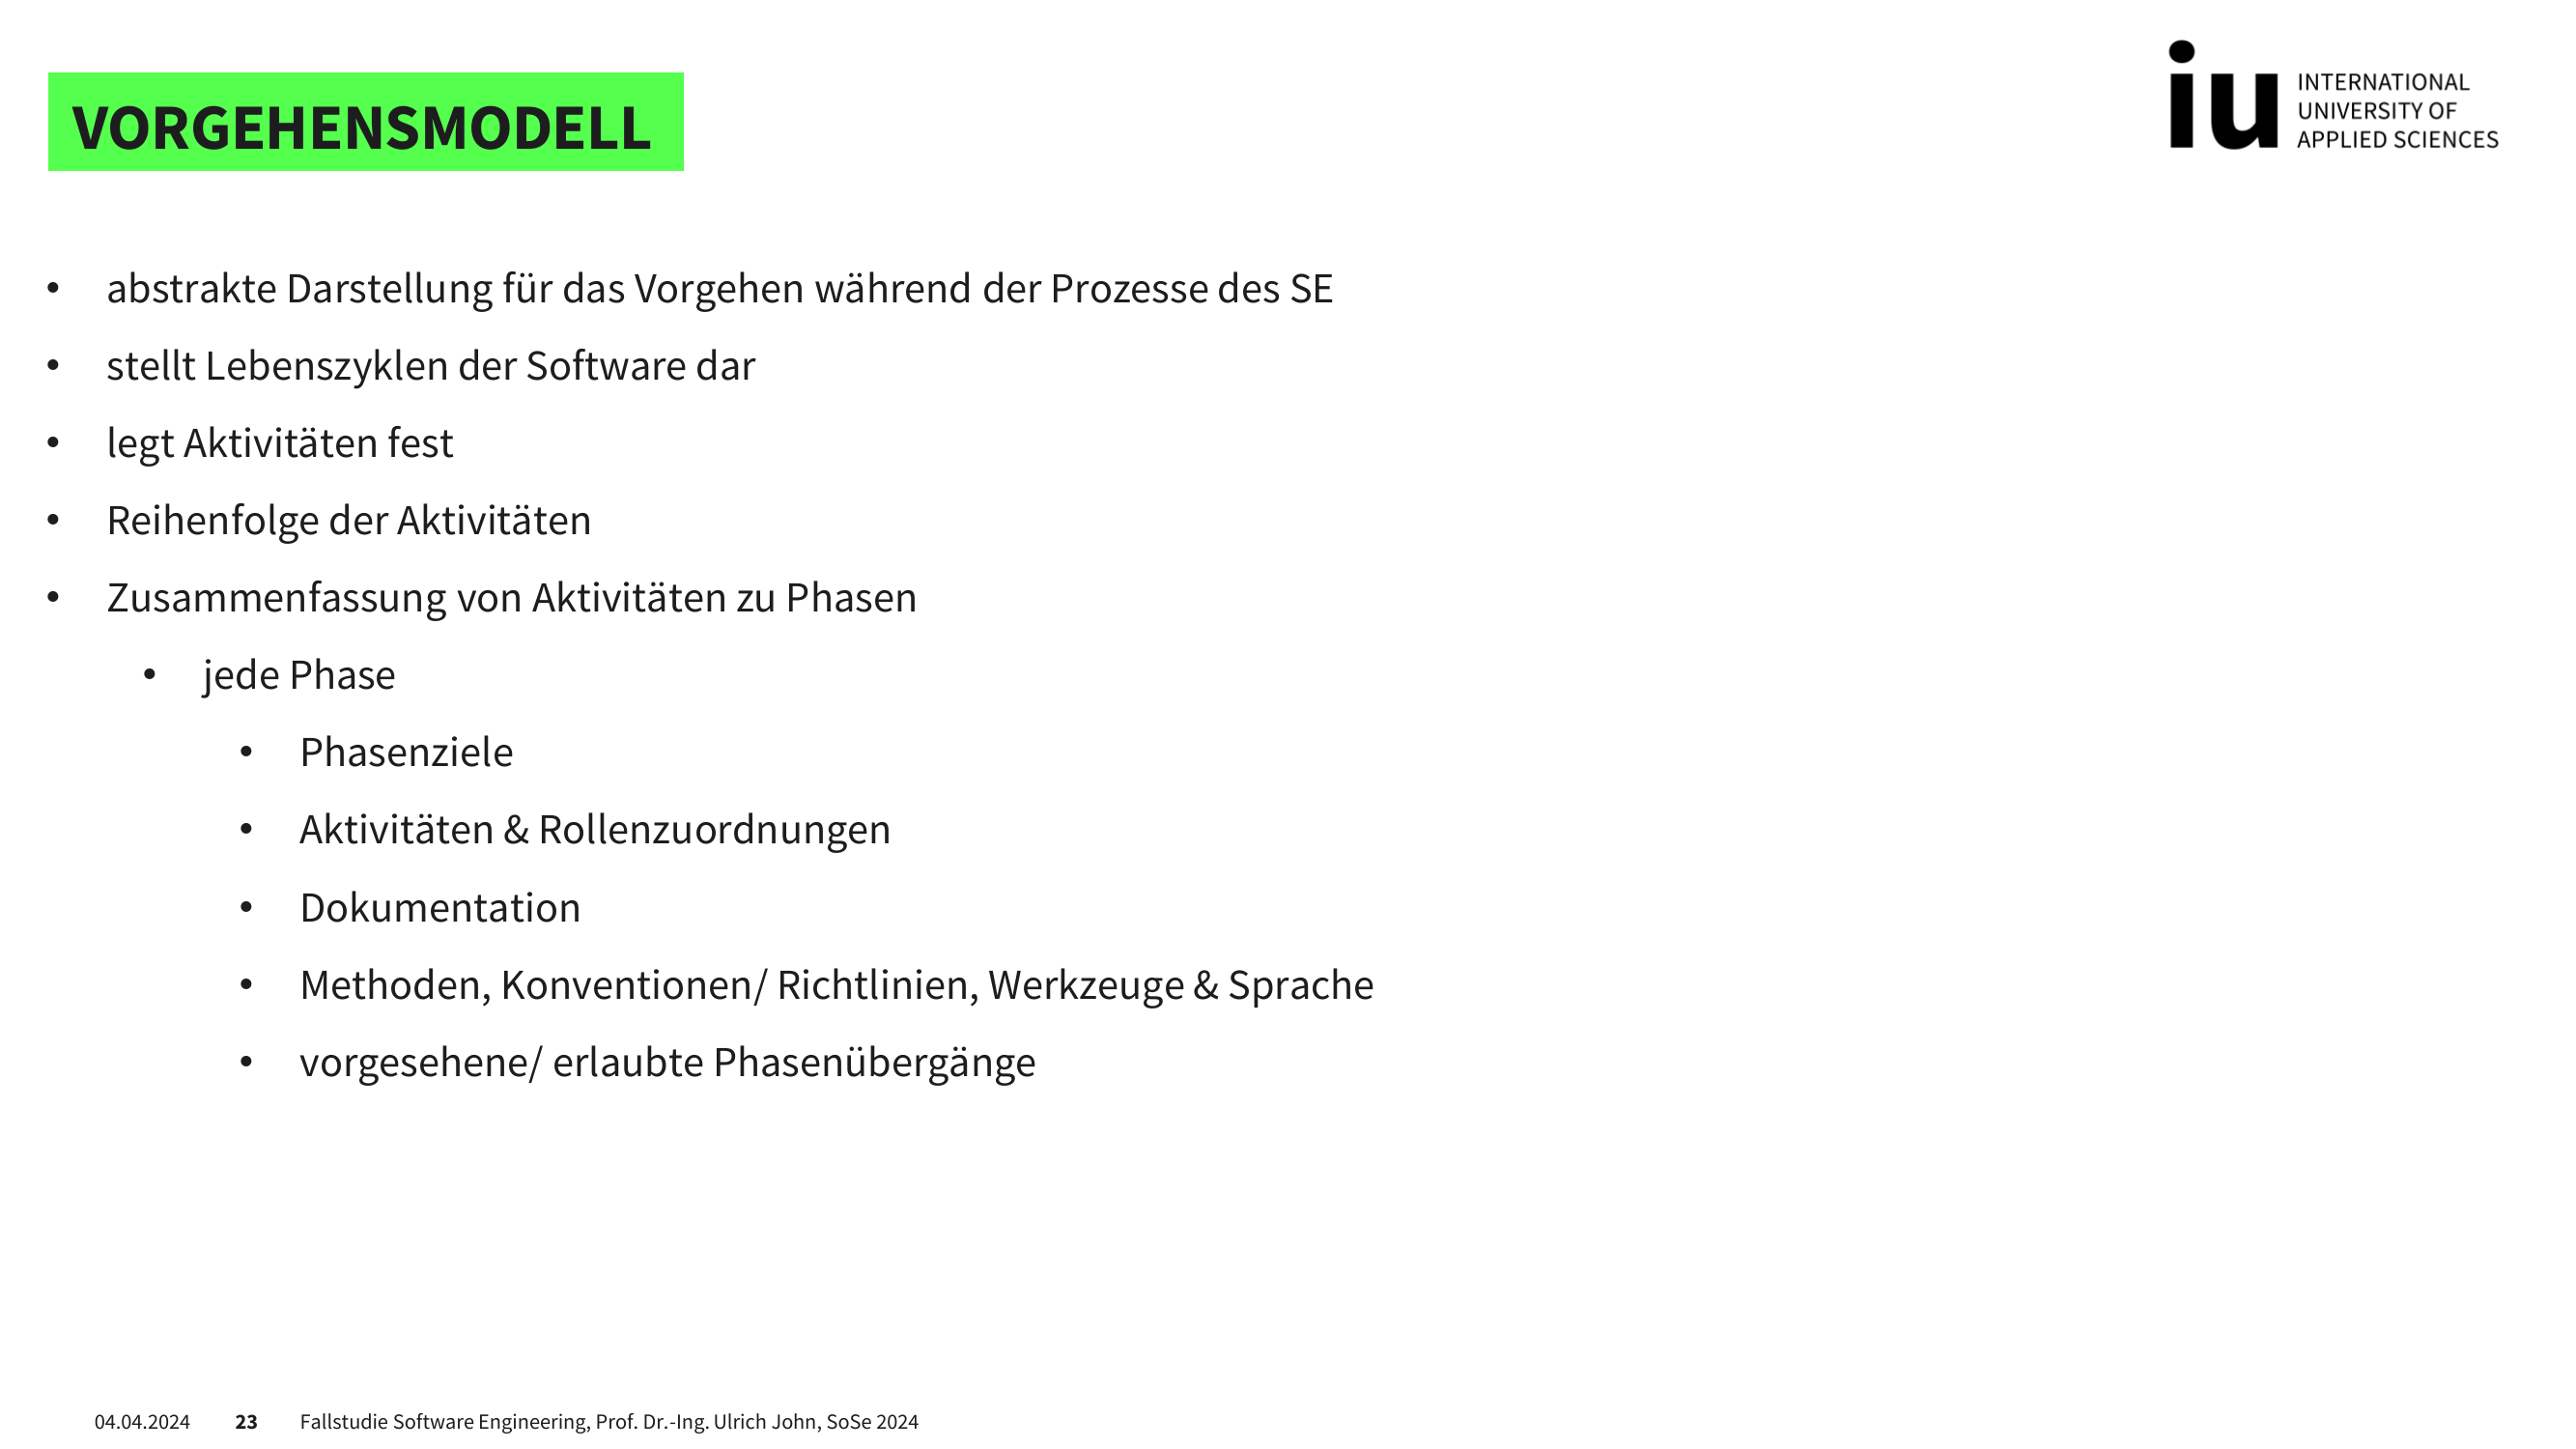 VORGEHENSMODELL
iu INTERNATIONAL
UNIVERSITY OF
APPLIED SCIENCES
• abstrakte Darstellung für das Vorgehen während der Prozesse des SE
• stellt Lebenszyklen der Software dar
• legt Aktivitäten fest
• Reihenfolge der Aktivitäten
• Zusammenfassung von Aktivitäten zu Phasen
• jede Phase
• Phasenziele
• Aktivitäten & Rollenzuordnungen
• Dokumentation
• Methoden, Konventionen/ Richtlinien, Werkzeuge & Sprache
• vorgesehene/ erlaubte Phasenübergänge
04.04.2024 23 Fallstudie Software Engineering, Prof. Dr.-Ing. Ulrich John, SoSe 2024